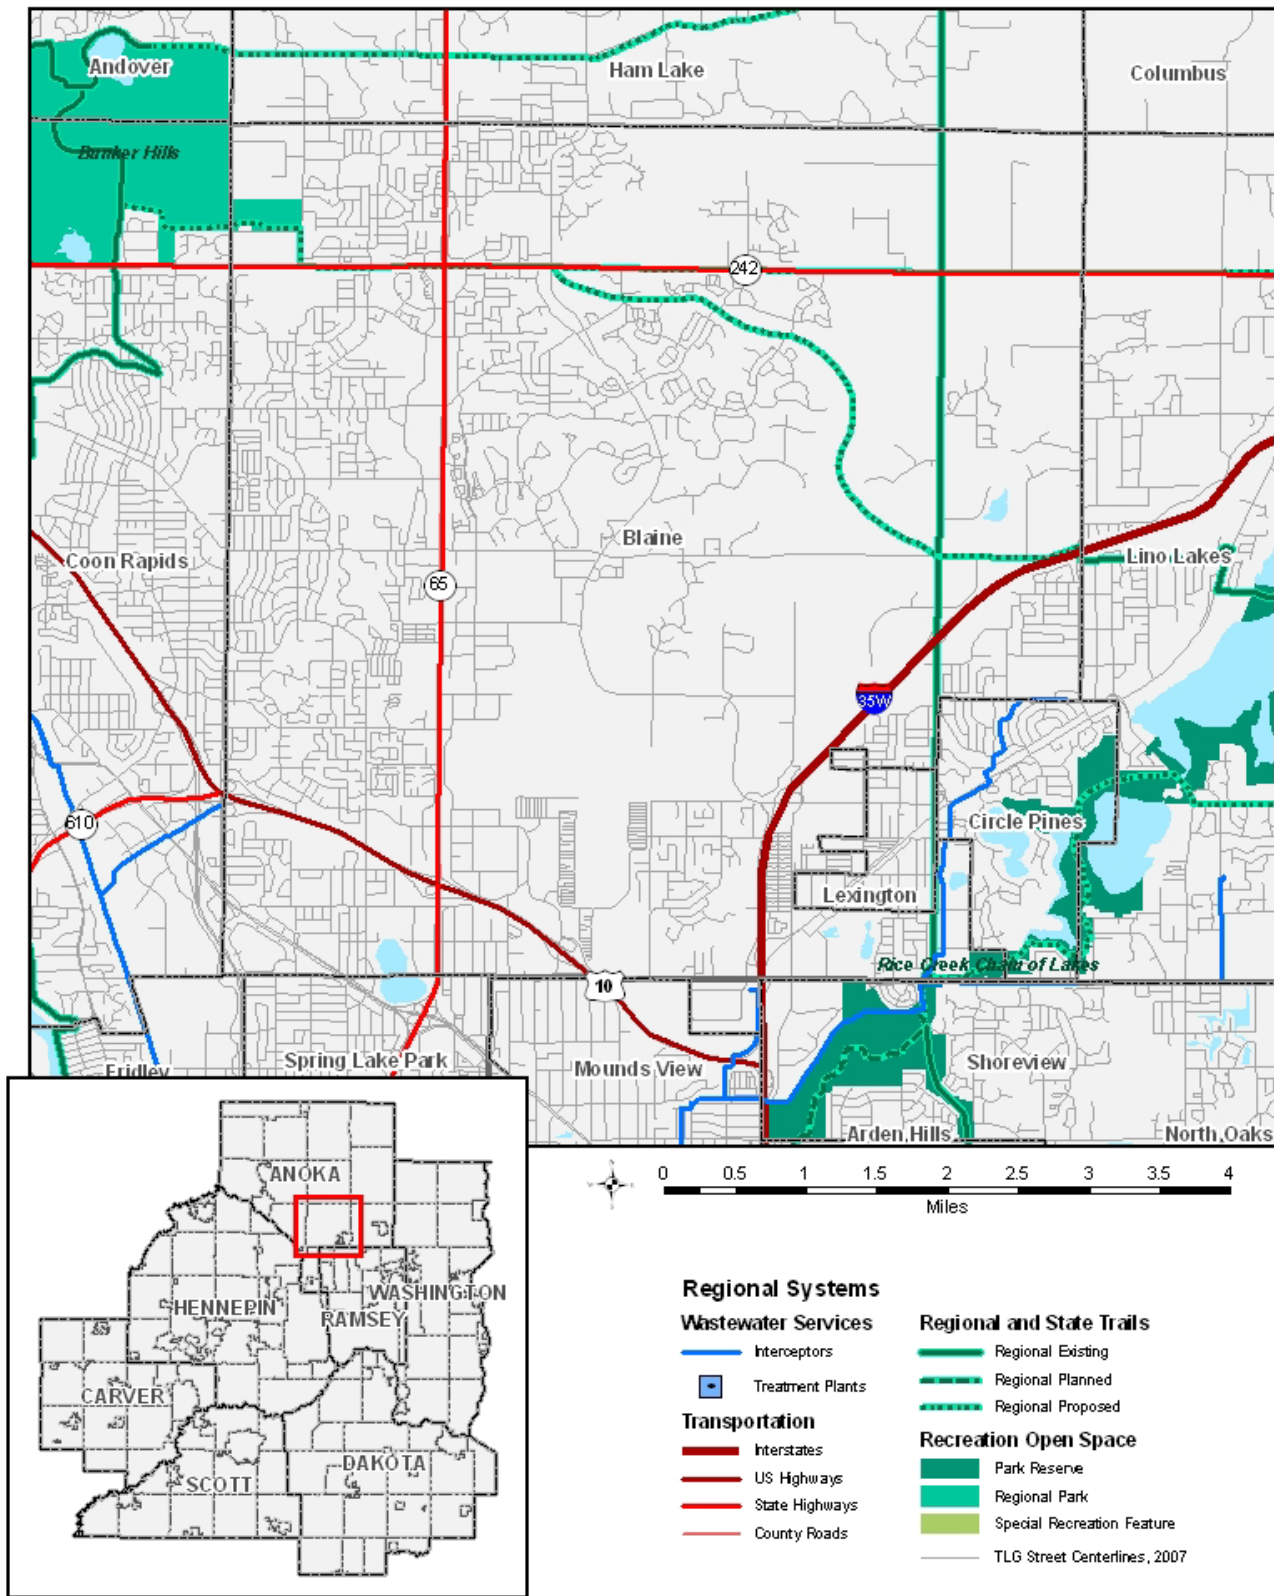 Andover
Ham Lake
Columbus
Bunker Hills
242
Blaine
Coon Rapids
Lino Lakes
65
35W
610
Circle Pines
Lexington
Rice Creek Chain of Lakes
10
Spring Lake Park
Mounds View
Shoreview
Fridley
Arden Hills
North Oaks
ANOKA
WASHINGTON
HENNEPIN
RAMSEY
CARVER
SCOTT
DAKOTA
0 0.5 1 1.5 2 2.5 3 3.5 4
Miles
Regional Systems
Wastewater Services
Interceptors
Treatment Plants
Transportation
Interstates
US Highways
State Highways
County Roads
Regional and State Trails
Regional Existing
Regional Planned
Regional Proposed
Recreation Open Space
Park Reserve
Regional Park
Special Recreation Feature
TLG Street Centerlines, 2007